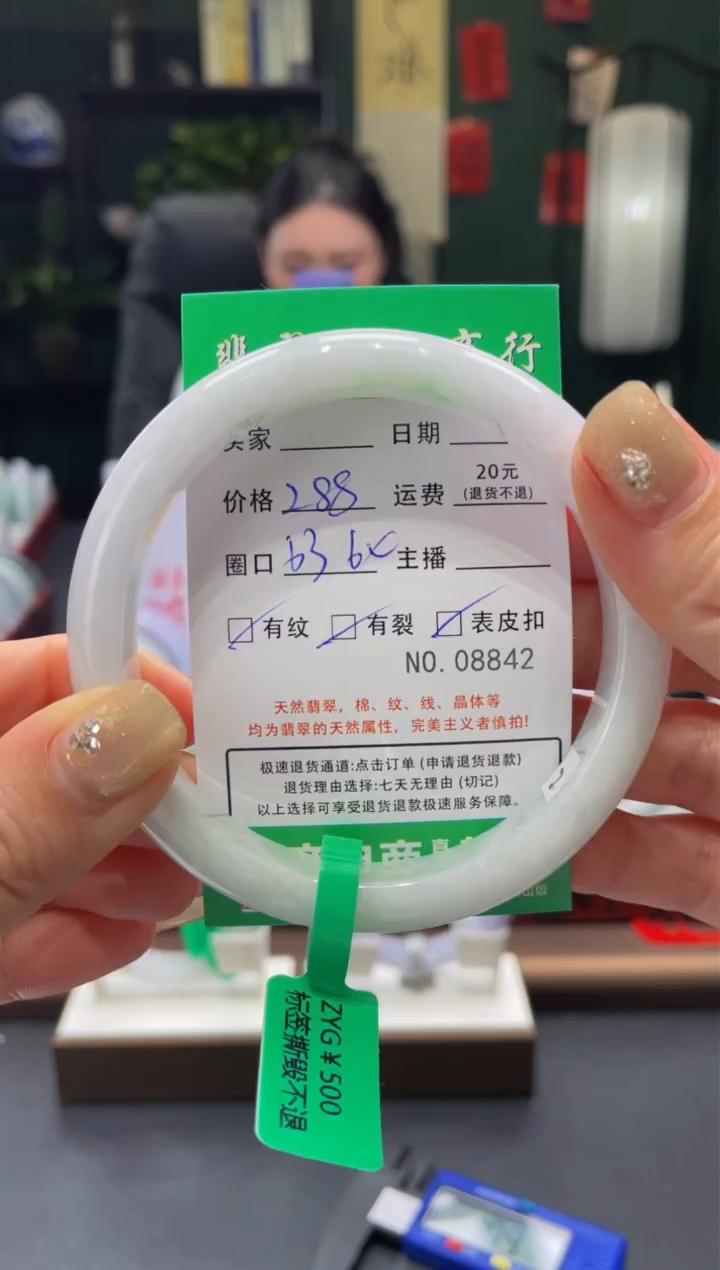 翡 行
家 日期
价格 288 运费 20元
(退货不退)
圈口 63 6x 主播
有纹 有裂 表皮扣
NO. 08842
天然翡翠，棉、纹、线、晶体等
均为翡翠的天然属性，完美主义者慎拍!
极速退货通道:点击订单 (申请退货退款)
退货理由选择:七天无理由 (切记)
以上选择可享受退货退款极速服务保障。
ZYG ¥ 500
标签撕毁不退